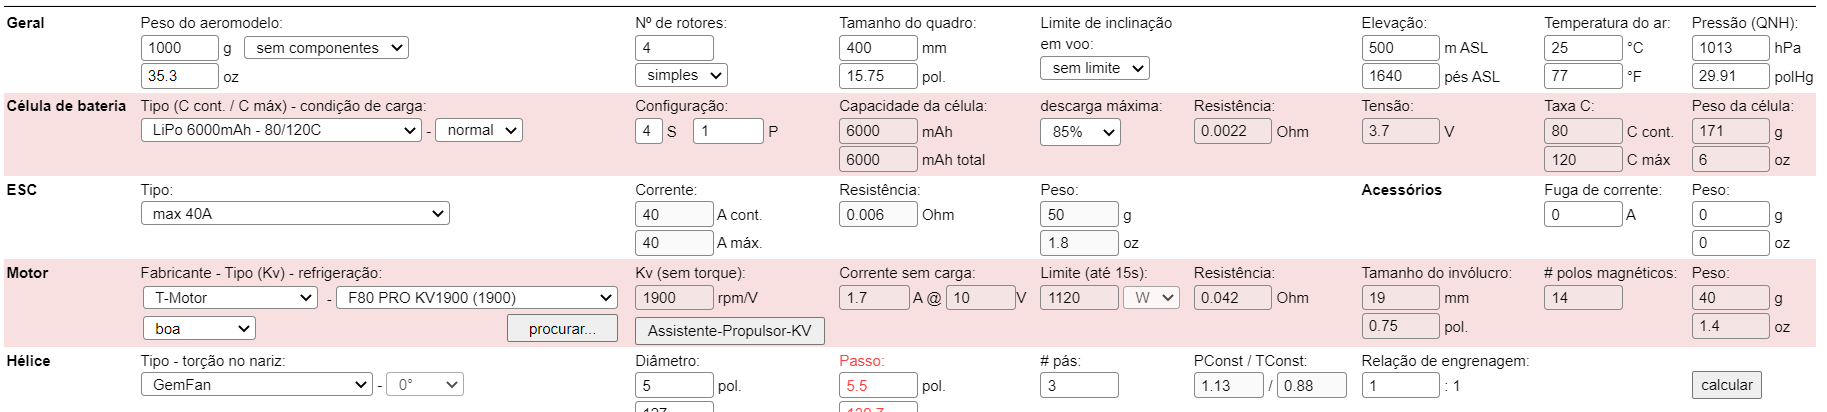 Geral Peso do aeromodelo: Nº de rotores: Tamanho do quadro: Limite de inclinação Elevação: Temperatura do ar: Pressão (QNH):
em voo:
1000 g sem componentes 4 400 mm 500 m ASL 25 °C 1013 hPa
sem limite
35.3 oz simples 15.75 pol. 1640 pés ASL 77 °F 29.91 polHg
Célula de bateria Tipo (C cont. / C máx) - condição de carga: Configuração: Capacidade da célula: descarga máxima: Resistência: Tensão: Taxa C: Peso da célula:
LiPo 6000mAh - 80/120C - normal 4 S 1 P 6000 mAh 85% 0.0022 Ohm 3.7 V 80 C cont. 171 g
6000 mAh total 120 C máx 6 oz
ESC Tipo: Corrente: Resistência: Peso: Acessórios Fuga de corrente: Peso:
max 40A 40 A cont. 0.006 Ohm 50 g 0 A 0 g
40 A máx. 1.8 oz 0 oz
Motor Fabricante - Tipo (Kv) - refrigeração: Kv (sem torque): Corrente sem carga: Limite (até 15s): Resistência: Tamanho do invólucro: # polos magnéticos: Peso:
T-Motor - F80 PRO KV1900 (1900) 1900 rpm/V 1.7 A @ 10 V 1120 W 0.042 Ohm 19 mm 14 40 g
boa procurar... Assistente-Propulsor-KV 0.75 pol. 1.4 oz
Hélice Tipo - torção no nariz: Diâmetro: Passo: # pás: PConst / TConst: Relação de engrenagem:
GemFan - 0° 5 pol. 5.5 pol. 3 1.13 / 0.88 1 : 1 calcular
127 139.7